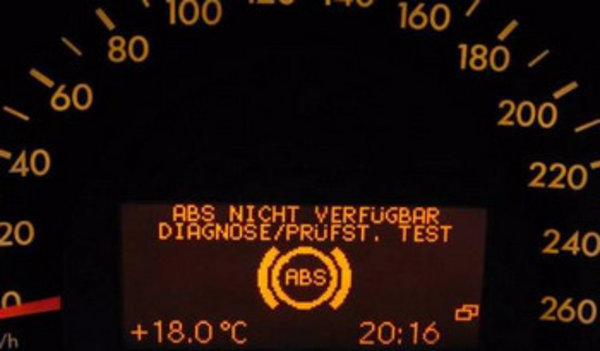 160
80
180
60
200
40
220
ABS NICHT VERFÜGBAR
20
DIAGNOSE/PRÜFST. TEST
240
ABS
0
260
+18.0°C 20:16
/h